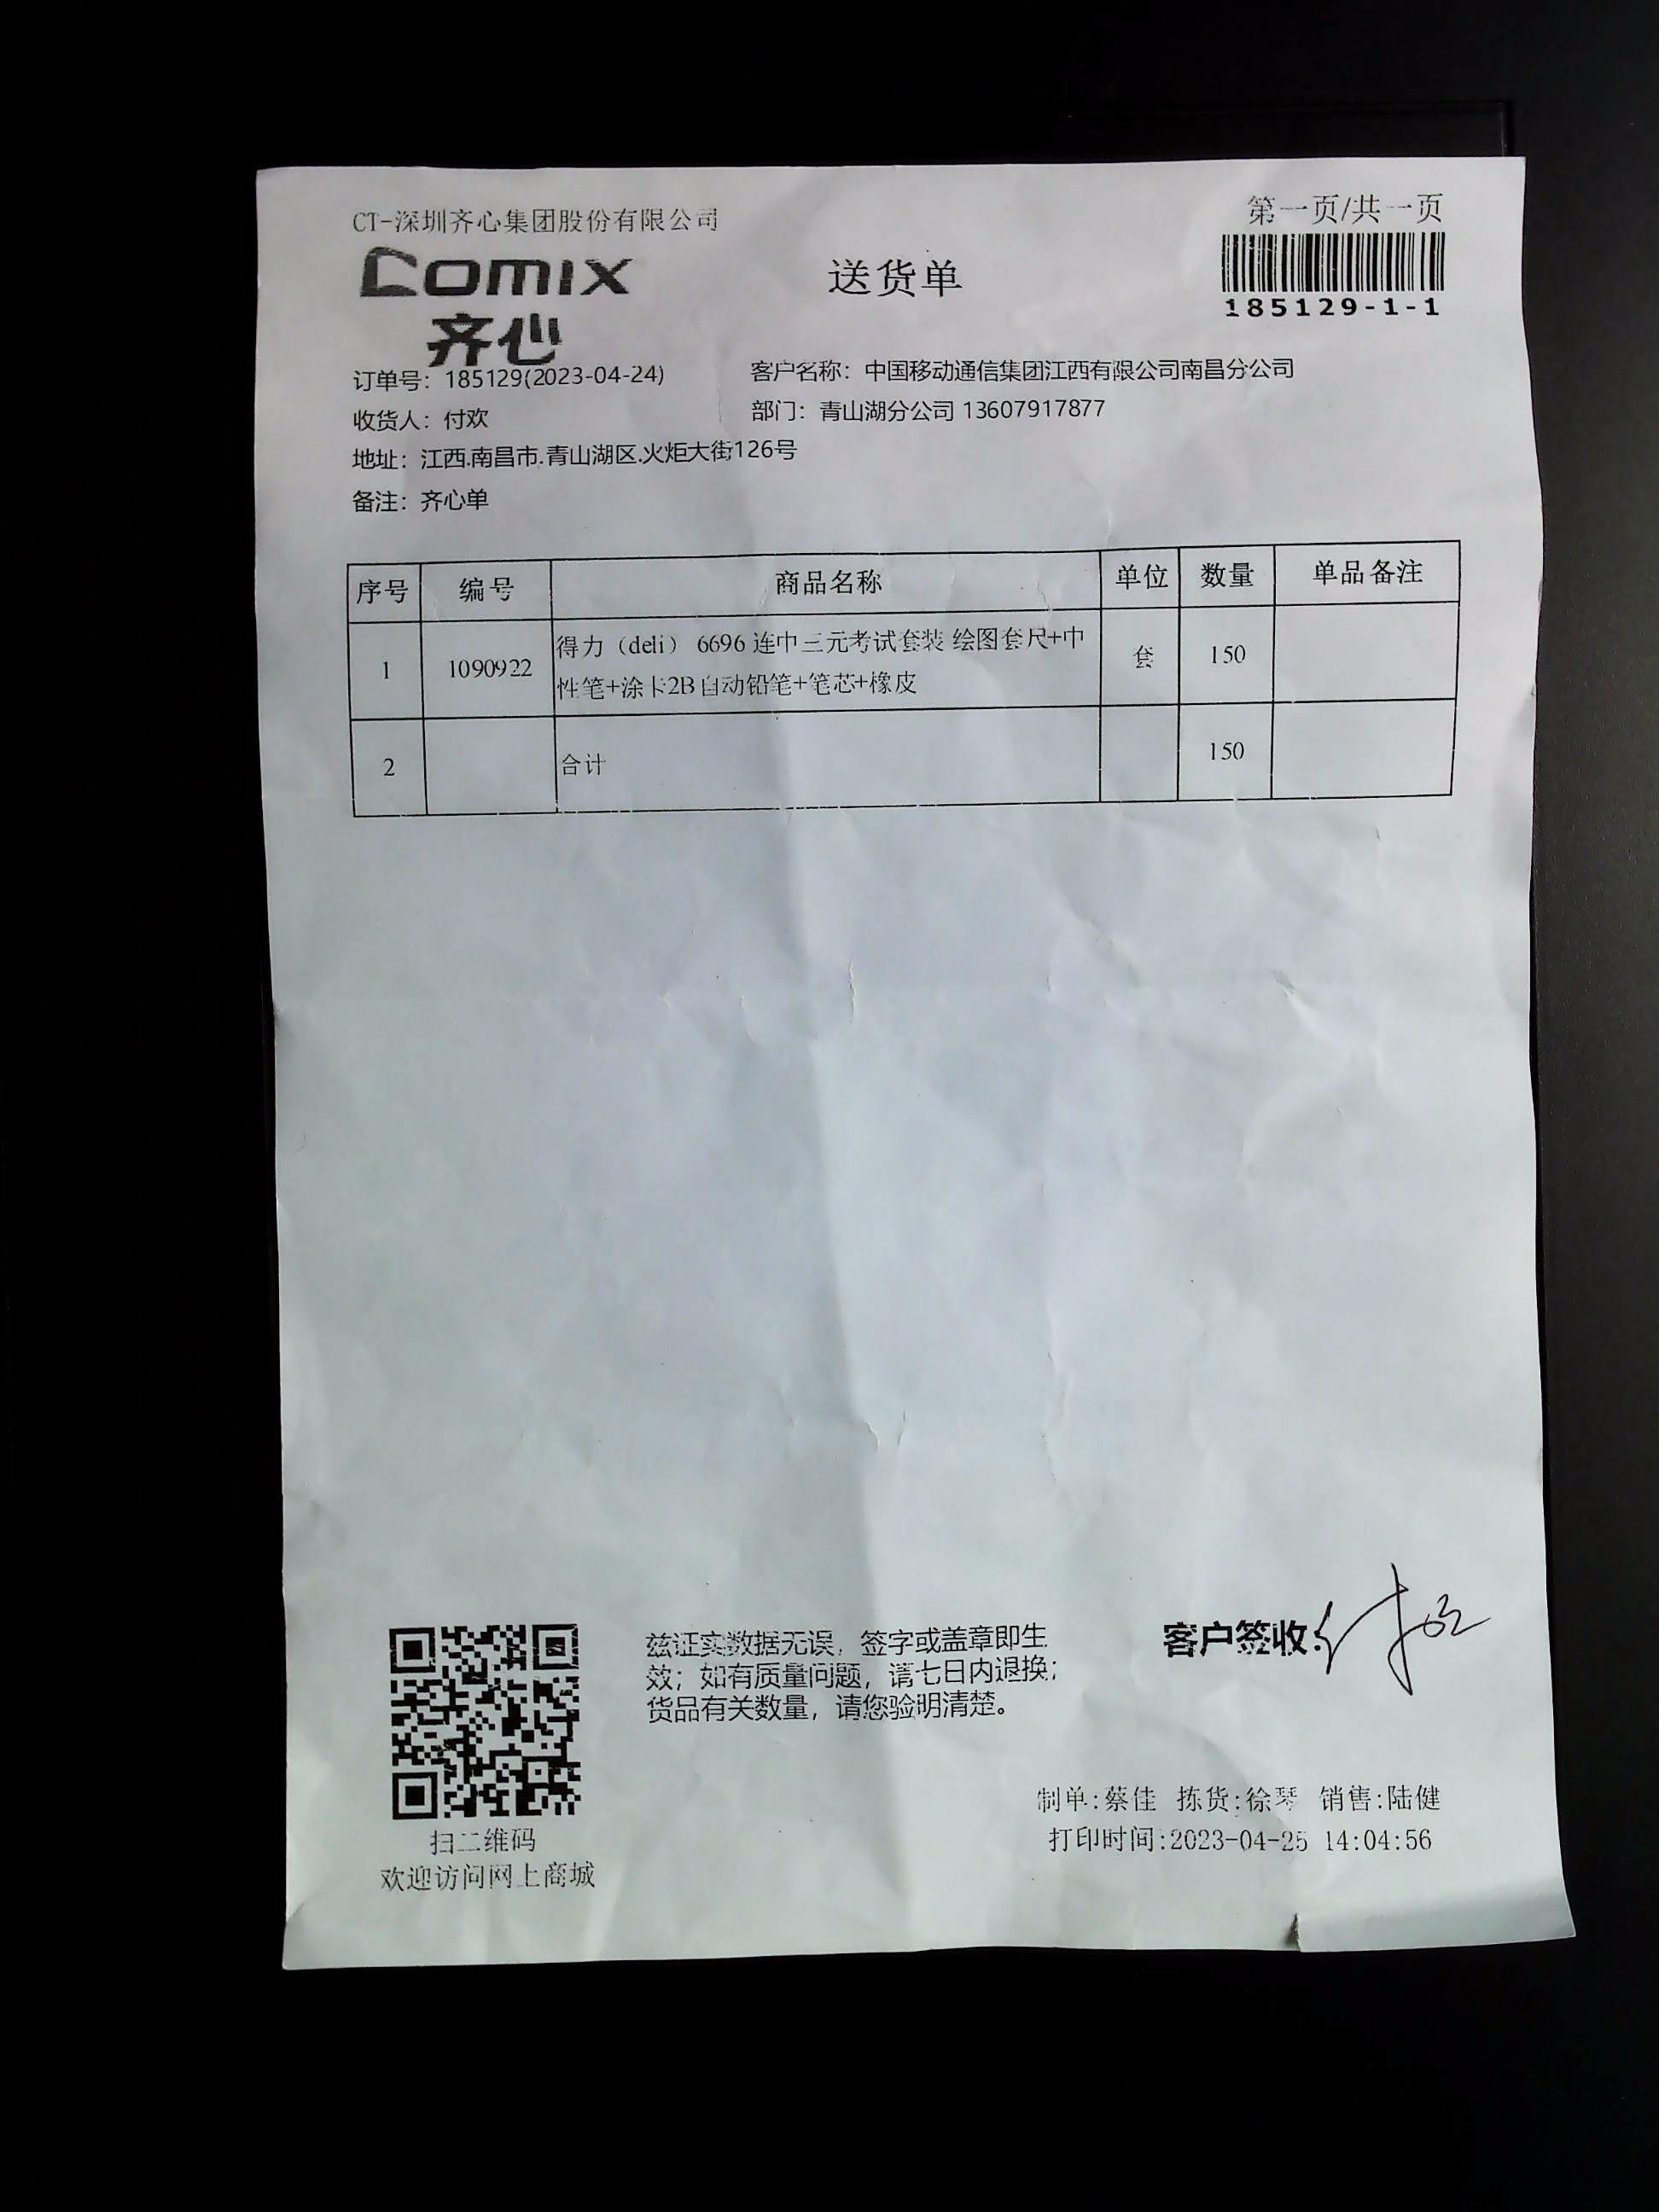 CT-深圳齐心集团股份有限公司
第一页/共一页
comix
齐心
送货单
185129-1-1
订单号：185129(2023-04-24)
客户名称：中国移动通信集团江西有限公司南昌分公司
收货人：付欢
部门：青山湖分公司 13607917877
地址：江西.南昌市.青山湖区.火炬大街126号
备注：齐心单
序号 编号 商品名称 单位 数量 单品备注
1 1090922 得力（deli） 6696 连中三元考试套装 绘图套尺+中
性笔+涂卡2B自动铅笔+笔芯+橡皮 套 150
2 合计 150
兹证实数据无误，签字或盖章即生
效；如有质量问题，请七日内退换；
货品有关数量，请您验明清楚。
客户签收:
扫二维码
欢迎访问网上商城
制单:蔡佳 拣货:徐琴 销售:陆健
打印时间:2023-04-25 14:04:56